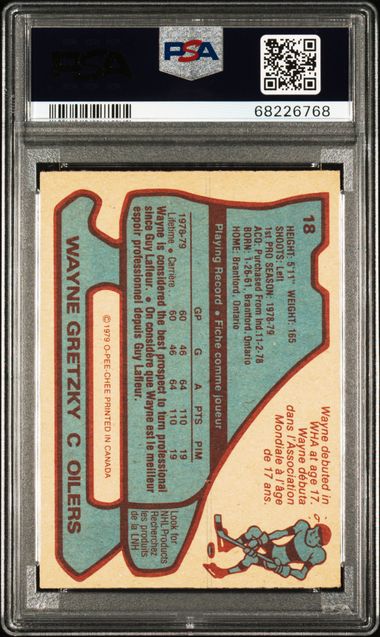 PSA
PSA
68226768
18
HEIGHT: 5'11" WEIGHT: 165
SHOOTS: Left
1st PRO SEASON: 1978-79
ACQ: Purchased From Ind. 11-2-78
BORN: 1-26-61, Branford, Ontario
HOME: Branford, Ontario
Wayne debuted in
WHA at age 17.
Wayne débuta
dans l'Association
Mondiale à l'âge
de 17 ans.
Playing Record • Fiche comme joueur
GP G A PTS PIM
1978-79 60 46 64 110 19
Lifetime • Carrière... 60 46 64 110 19
Wayne is considered the best prospect to turn professional
since Guy Lafleur. • On considère que Wayne est le meilleur
espoir professionnel depuis Guy Lafleur.
Look for
NHL Products
Recherchez
les produits
de la LNH
© 1979 O-PEE-CHEE PRINTED IN CANADA
WAYNE GRETZKY C OILERS